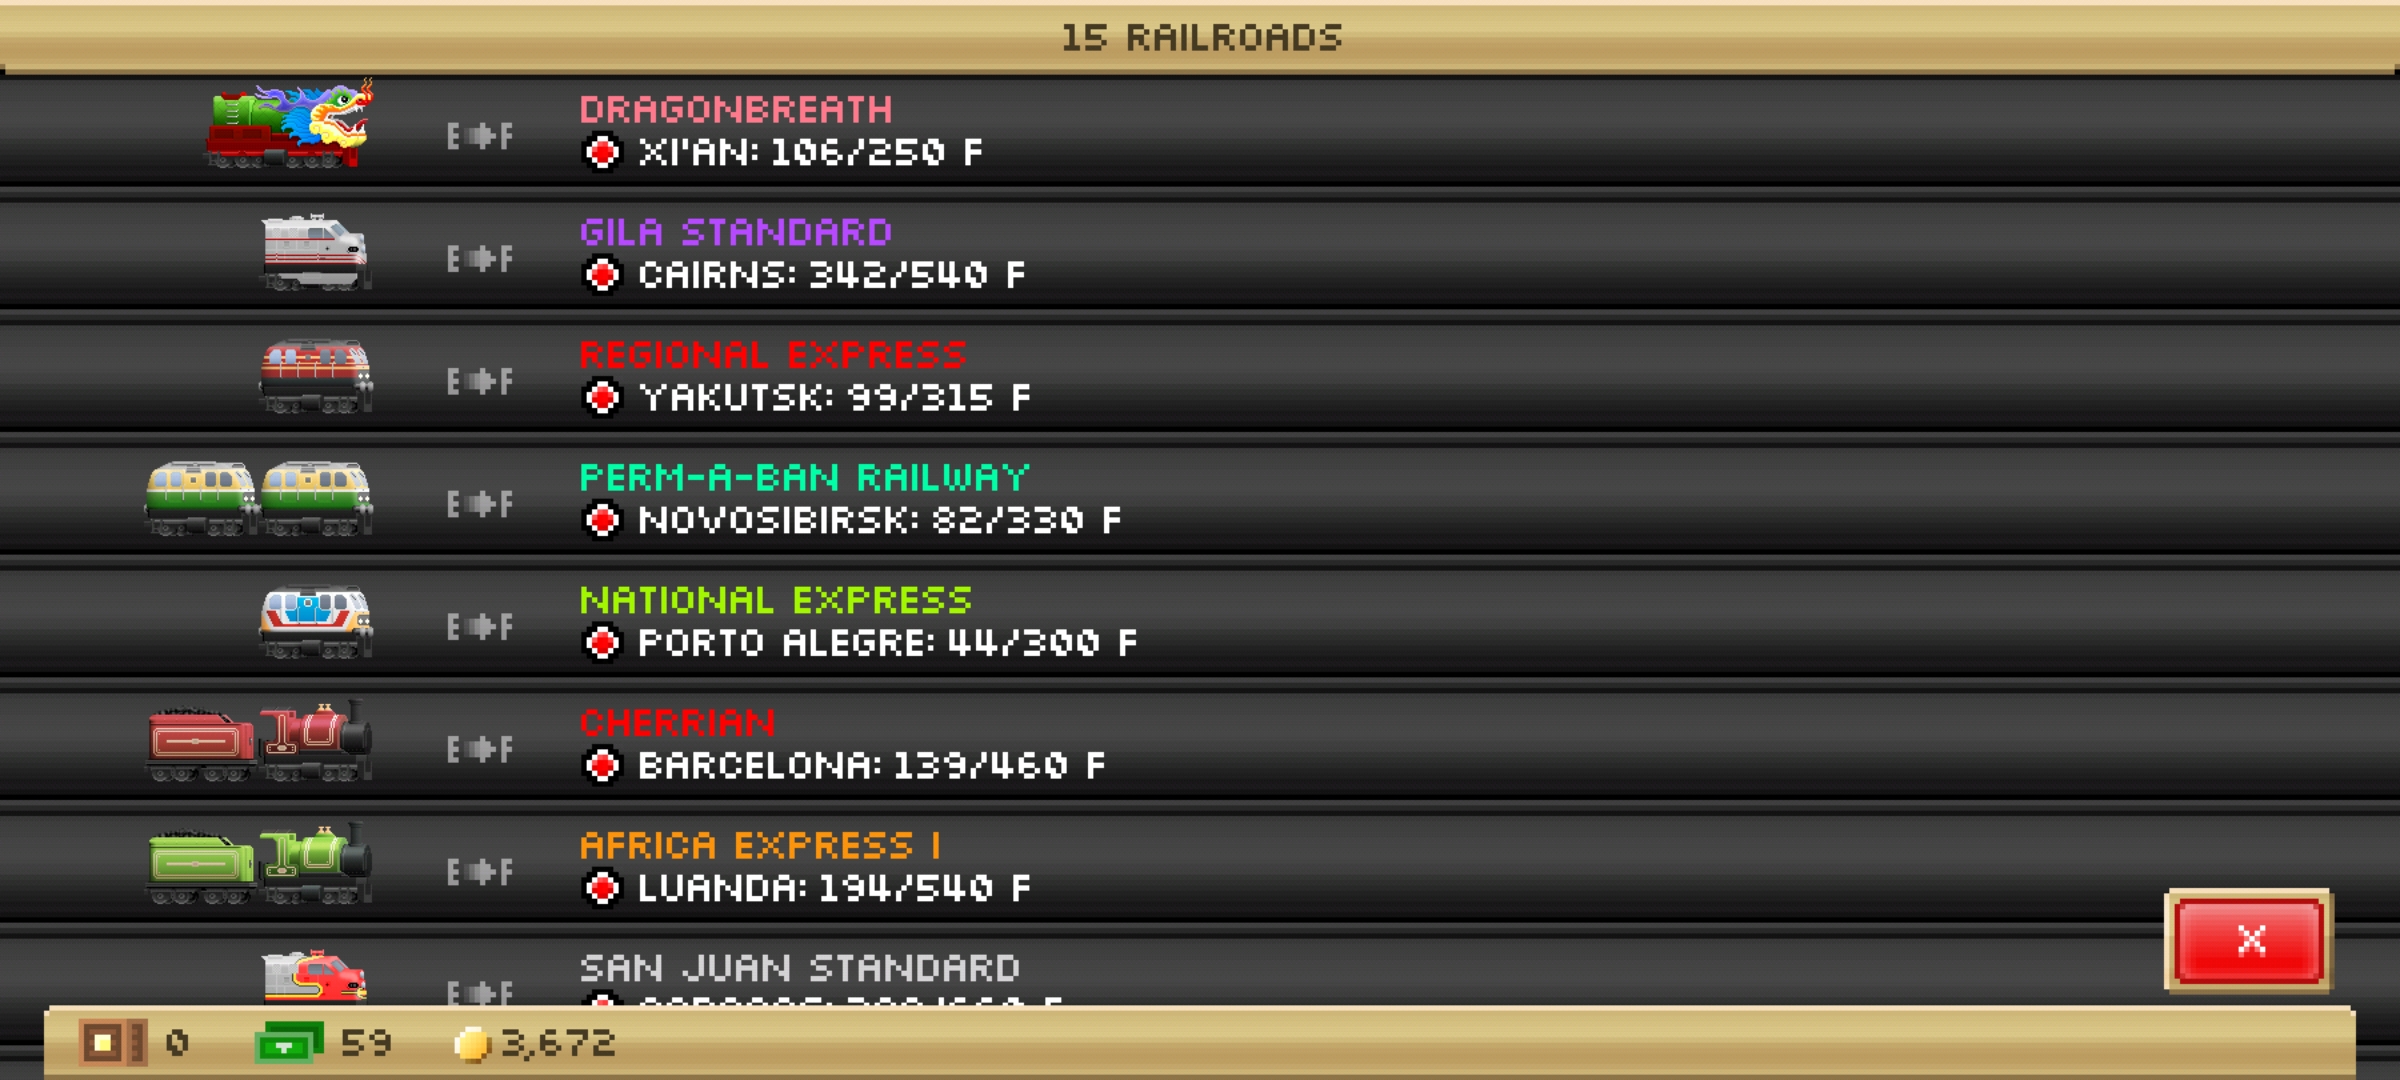 15 RAILROADS
E F
DRAGONBREATH
XI'AN: 106/250 F
E F
GILA STANDARD
CAIRNS: 342/540 F
E F
REGIONAL EXPRESS
YAKUTSK: 99/315 F
E F
PERM-A-BAN RAILWAY
NOVOSIBIRSK: 82/330 F
E F
NATIONAL EXPRESS
PORTO ALEGRE: 44/300 F
E F
CHERRIAN
BARCELONA: 139/460 F
E F
AFRICA EXPRESS I
LUANDA: 194/540 F
E F
SAN JUAN STANDARD
X
0 59 3,672